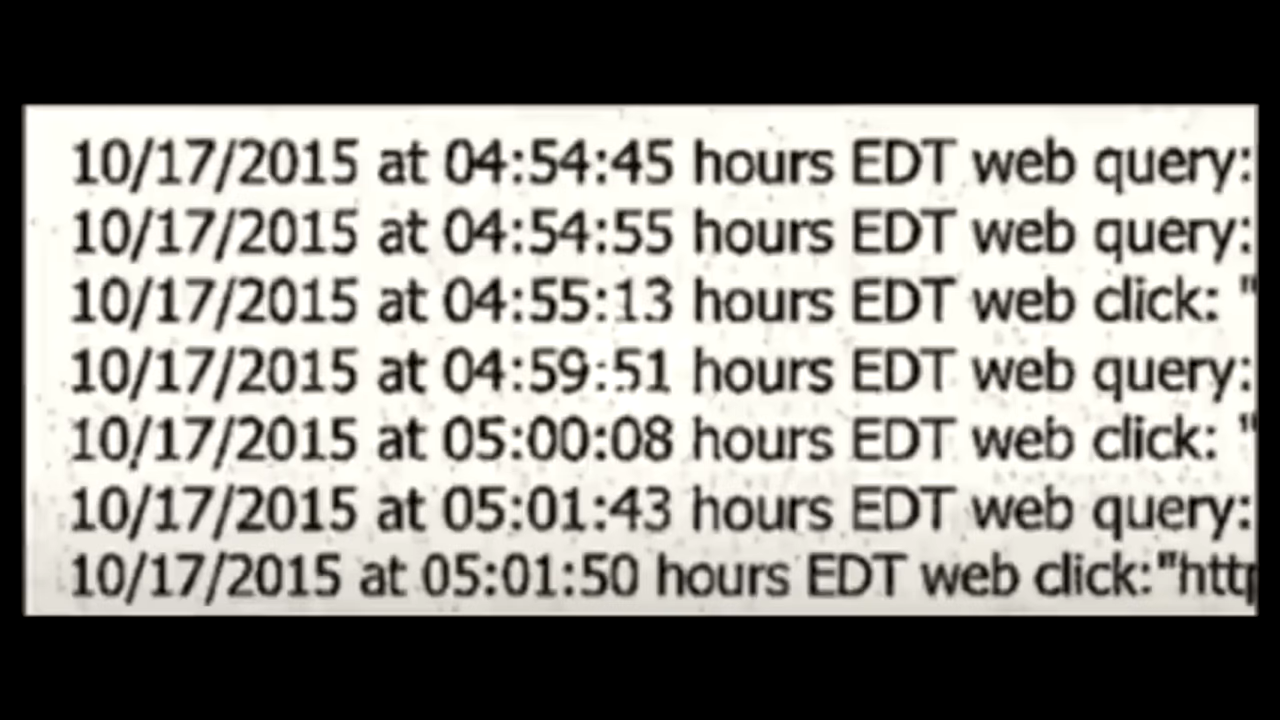 10/17/2015 at 04:54:45 hours EDT web query:
10/17/2015 at 04:54:55 hours EDT web query:
10/17/2015 at 04:55:13 hours EDT web click: "
10/17/2015 at 04:59:51 hours EDT web query:
10/17/2015 at 05:00:08 hours EDT web click: "
10/17/2015 at 05:01:43 hours EDT web query:
10/17/2015 at 05:01:50 hours EDT web click:"http